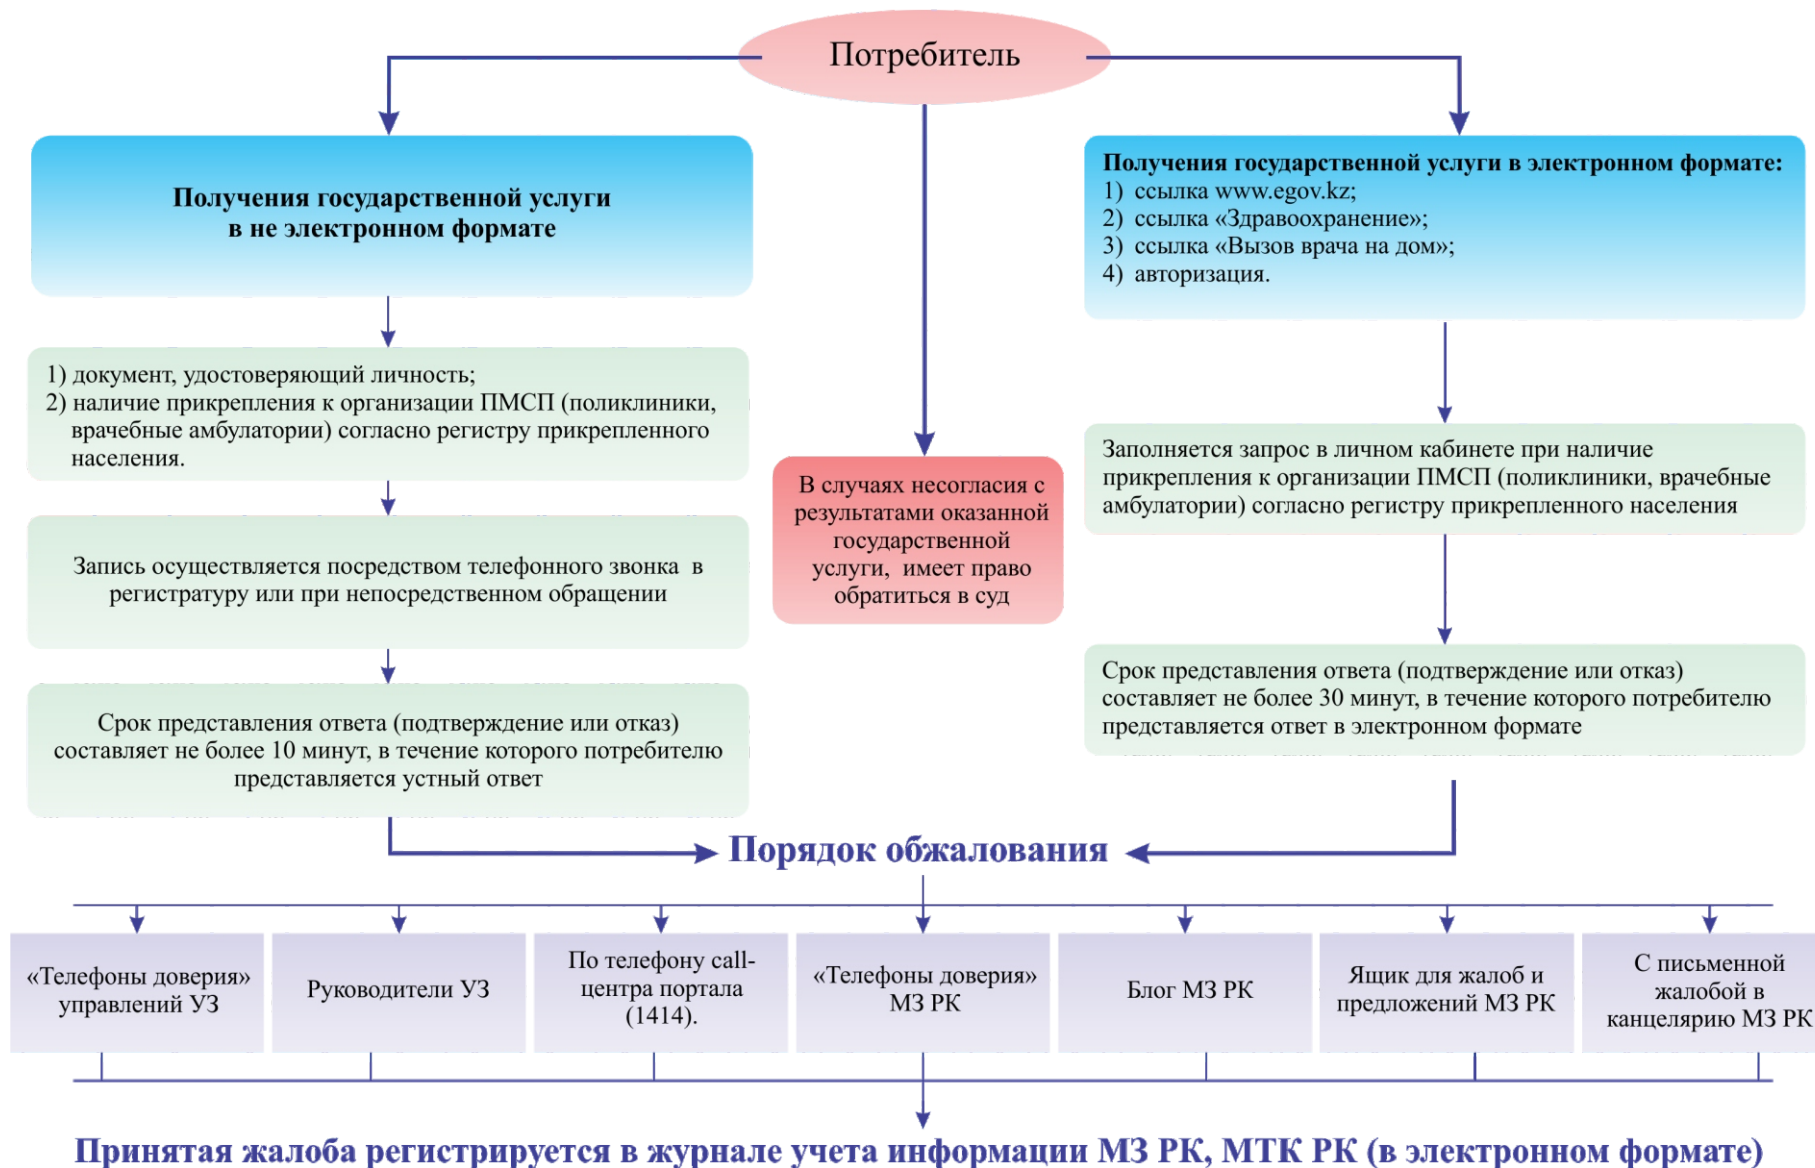 Потребитель
Получения государственной услуги
в не электронном формате
1) документ, удостоверяющий личность;
2) наличие прикрепления к организации ПМСП (поликлиники,
врачебные амбулатории) согласно регистру прикрепленного
населения.
Запись осуществляется посредством телефонного звонка в
регистратуру или при непосредственном обращении
Срок представления ответа (подтверждение или отказ)
составляет не более 10 минут, в течение которого потребителю
представляется устный ответ
В случаях несогласия с
результатами оказанной
государственной
услуги, имеет право
обратиться в суд
Получения государственной услуги в электронном формате:
1) ссылка www.egov.kz;
2) ссылка «Здравоохранение»;
3) ссылка «Вызов врача на дом»;
4) авторизация.
Заполняется запрос в личном кабинете при наличие
прикрепления к организации ПМСП (поликлиники, врачебные
амбулатории) согласно регистру прикрепленного населения
Срок представления ответа (подтверждение или отказ)
составляет не более 30 минут, в течение которого потребителю
представляется ответ в электронном формате
Порядок обжалования
«Телефоны доверия»
управлений УЗ
Руководители УЗ
По телефону call-
центра портала
(1414).
«Телефоны доверия»
МЗ РК
Блог МЗ РК
Ящик для жалоб и
предложений МЗ РК
С письменной
жалобой в
канцелярию МЗ РК
Принятая жалоба регистрируется в журнале учета информации МЗ РК, МТК РК (в электронном формате)